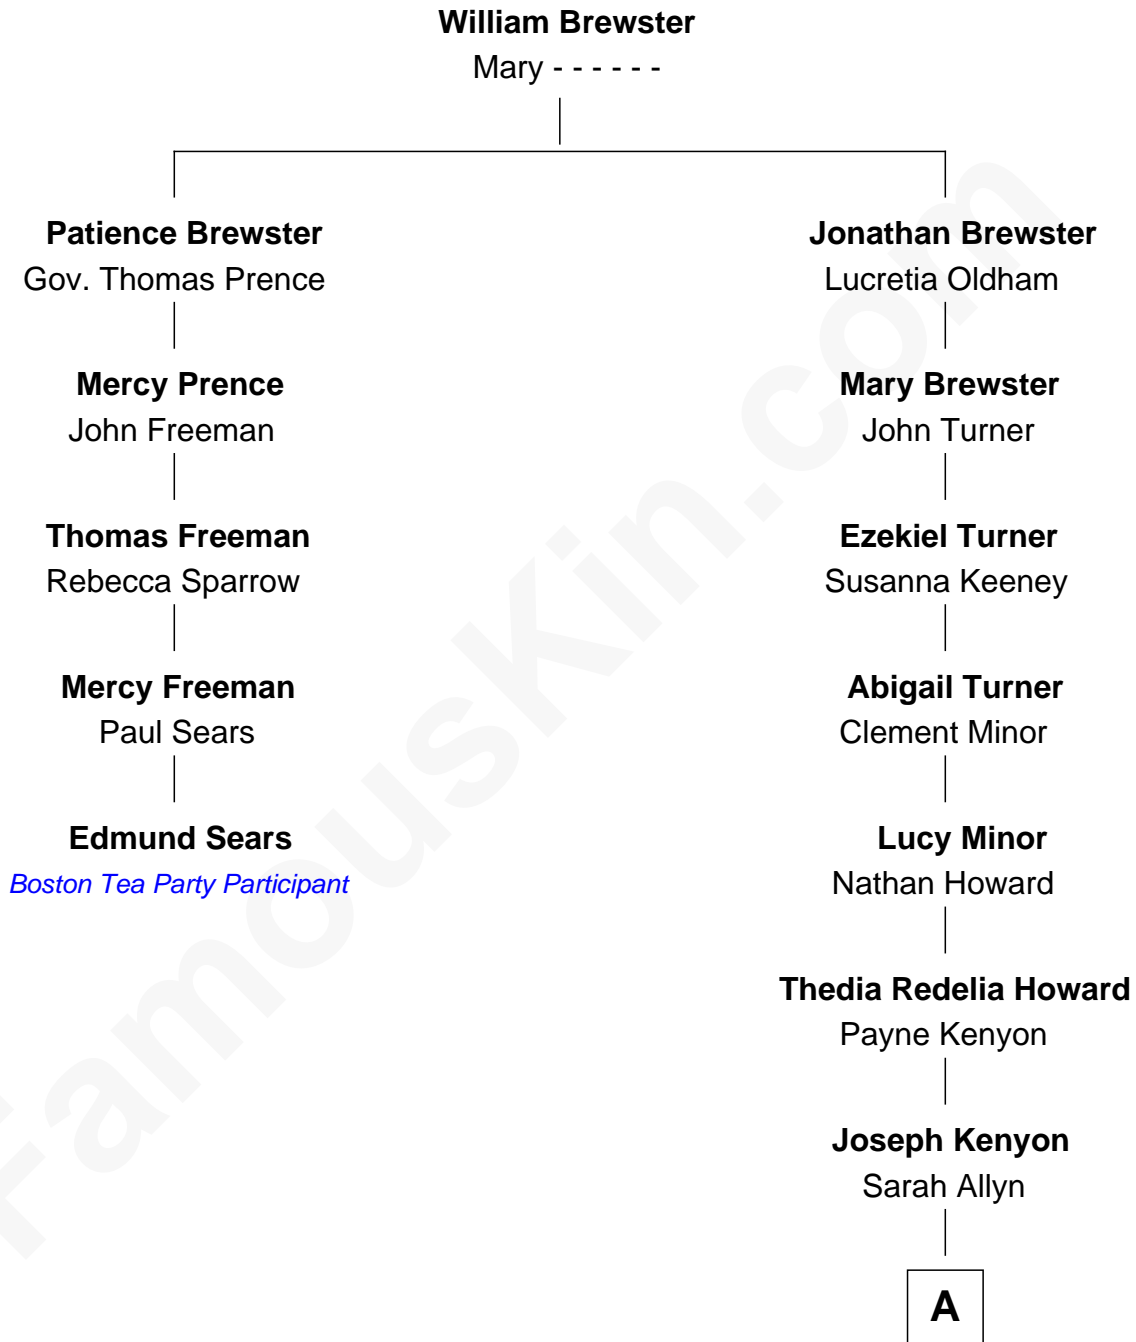 William Brewster
Mary - - - - - -
Patience Brewster
Gov. Thomas Prence
Jonathan Brewster
Lucretia Oldham
Mercy Prence
John Freeman
Mary Brewster
John Turner
Thomas Freeman
Rebecca Sparrow
Ezekiel Turner
Susanna Keeney
Mercy Freeman
Paul Sears
Abigail Turner
Clement Minor
Edmund Sears
Boston Tea Party Participant
Lucy Minor
Nathan Howard
Thedia Redelia Howard
Payne Kenyon
Joseph Kenyon
Sarah Allyn
A
FamousKin.com